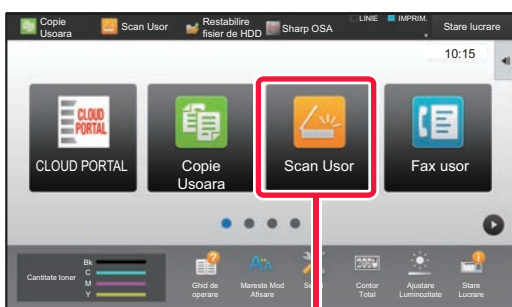 Copie
Usoara
Scan Usor
Restabilire
fisier de HDD
Sharp OSA
LINIE
IMPRIM.
Stare lucrare
10:15
CLOUD
PORTAL
CLOUD PORTAL
Copie
Usoara
Scan Usor
Fax usor
Cantitate toner
Bk
C
M
Y
Ghid de
operare
Mareste Mod
Afisare
Contor
Total
Ajustare
Luminozitate
Stare
Lucrare